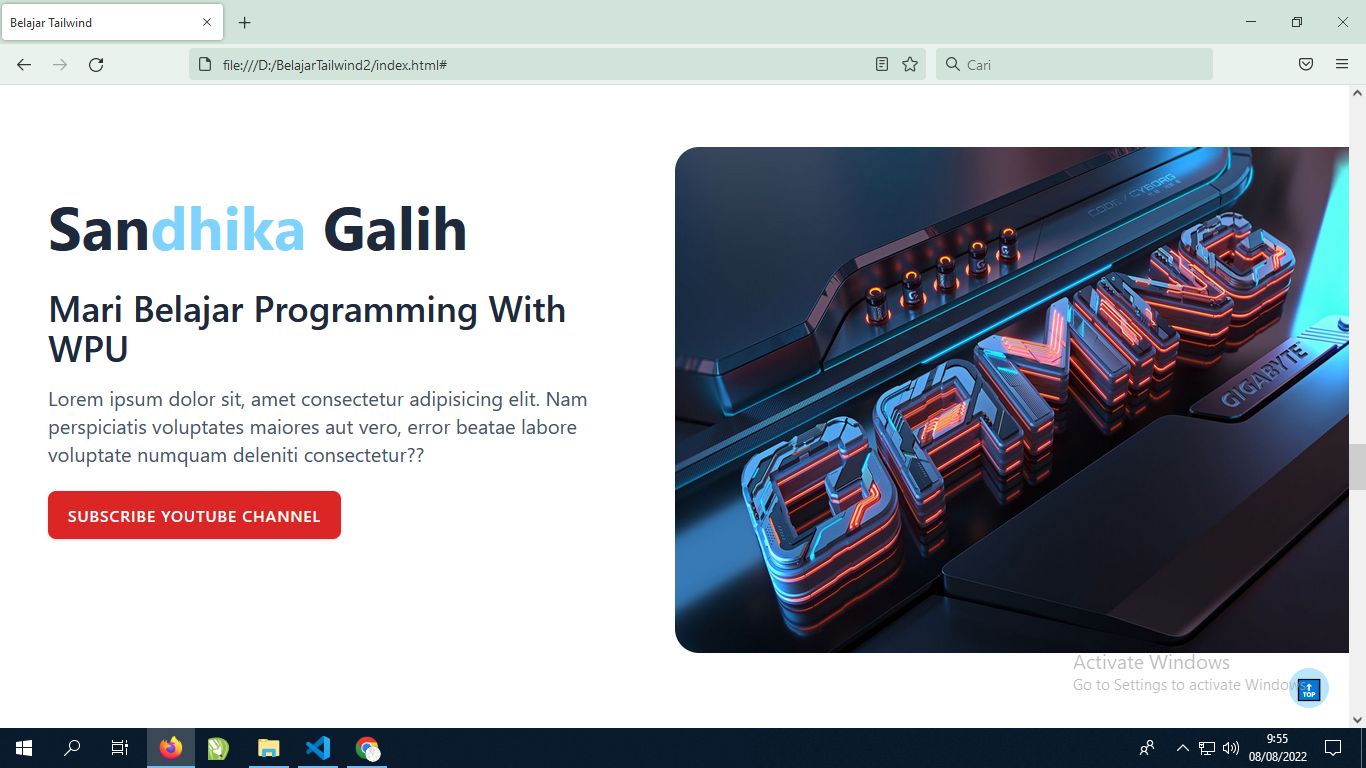 Belajar Tailwind
file:///D:/BelajarTailwind2/index.html#
Cari
Sandhika Galih
Mari Belajar Programming With
WPU
Lorem ipsum dolor sit, amet consectetur adipisicing elit. Nam
perspiciatis voluptates maiores aut vero, error beatae labore
voluptate numquam deleniti consectetur??
SUBSCRIBE YOUTUBE CHANNEL
CODE / CYBORG
GAMING
GIGABYTE
Activate Windows
Go to Settings to activate Windows.
TOP
9:55
08/08/2022